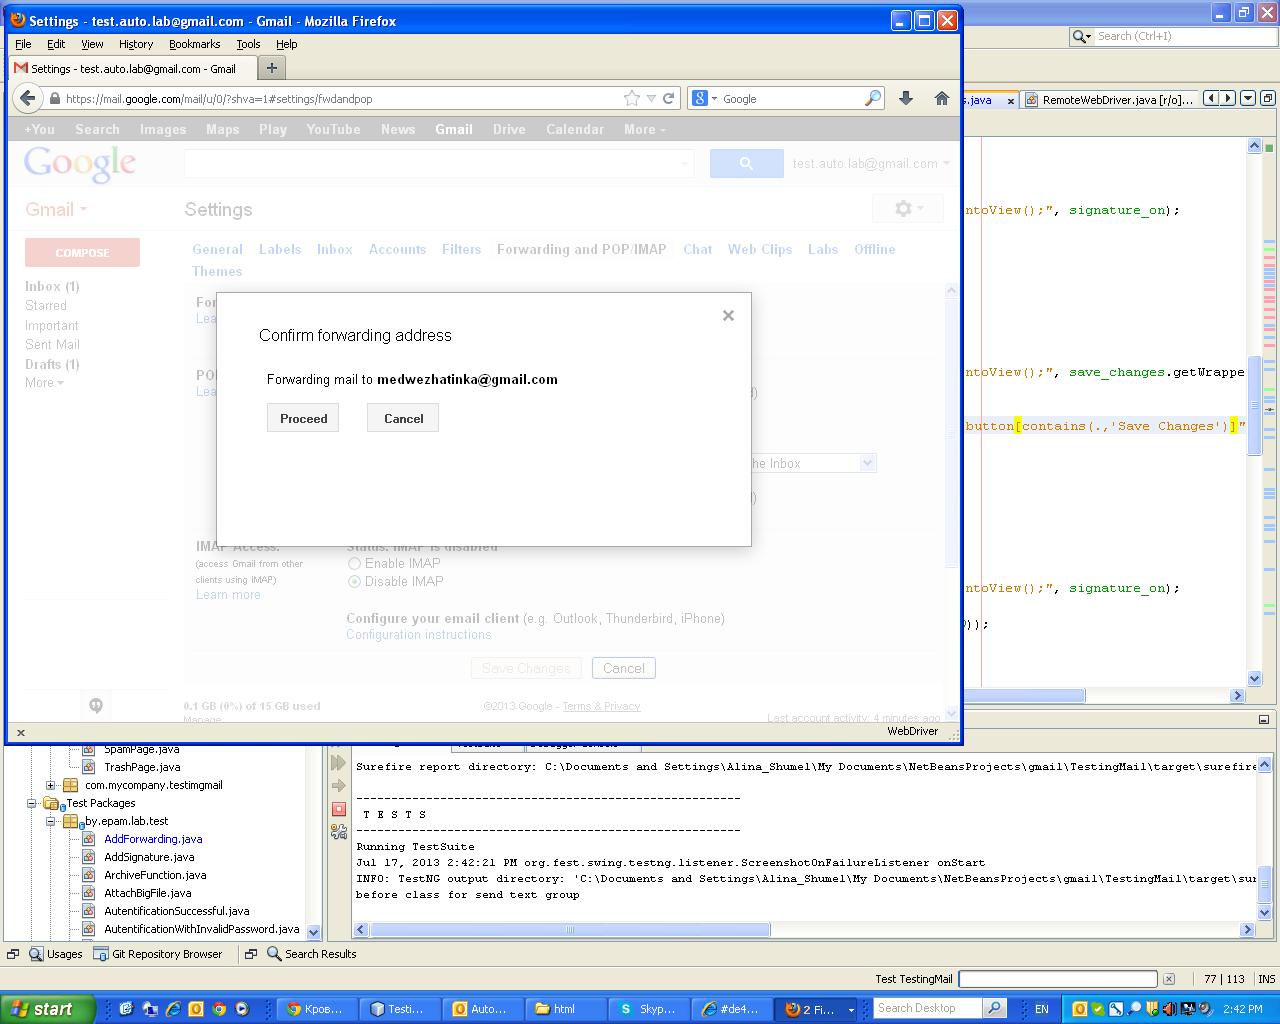 Settings - test.auto.lab@gmail.com - Gmail - Mozilla Firefox
File Edit View History Bookmarks Tools Help
Search (Ctrl+I)
Settings - test.auto.lab@gmail.com - Gmail
https://mail.google.com/mail/u/0/?shva=1#settings/fwdandpop
Google
s.java
RemoteWebDriver.java [r/o]...
+You Search Images Maps Play YouTube News Gmail Drive Calendar More
Google
test.auto.lab@gmail.com
Gmail
Settings
ntoView();", signature_on);
COMPOSE
General Labels Inbox Accounts Filters Forwarding and POP/IMAP Chat Web Clips Labs Offline
Themes
Inbox (1)
Starred
Important
Sent Mail
Drafts (1)
More
For
Lea
PO
Lea
Confirm forwarding address
Forwarding mail to medwezhatinka@gmail.com
Proceed Cancel
ntoView();", save_changes.getWrappe
button[contains(.,'Save Changes')]"
he Inbox
IMAP Access:
(access Gmail from other
clients using IMAP)
Learn more
Status: IMAP is disabled
Enable IMAP
Disable IMAP
Configure your email client (e.g. Outlook, Thunderbird, iPhone)
Configuration instructions
ntoView();", signature_on);
));
Save Changes Cancel
0.1 GB (0%) of 15 GB used
Manage
©2013 Google - Terms & Privacy
Last account activity: 4 minutes ago
WebDriver
SpamPage.java
TrashPage.java
com.mycompany.testimgmail
Test Packages
by.epam.lab.test
AddForwarding.java
AddSignature.java
ArchiveFunction.java
AttachBigFile.java
AutentificationSuccessful.java
AutentificationWithInvalidPassword.java
Surefire report directory: C:\Documents and Settings\Alina_Shumel\My Documents\NetBeansProjects\gmail\TestingMail\target\surefire
-------------------------------------------------------
T E S T S
-------------------------------------------------------
Running TestSuite
Jul 17, 2013 2:42:21 PM org.fest.swing.testng.listener.ScreenshotOnFailureListener onStart
INFO: TestNG output directory: 'C:\Documents and Settings\Alina_Shumel\My Documents\NetBeansProjects\gmail\TestingMail\target\sur
before class for send text group
Usages Git Repository Browser Search Results
Test TestingMail 77 | 113 INS
start Кров... Testi... Auto... html Skyp... #de4... 2 Fi... Search Desktop EN 2:42 PM